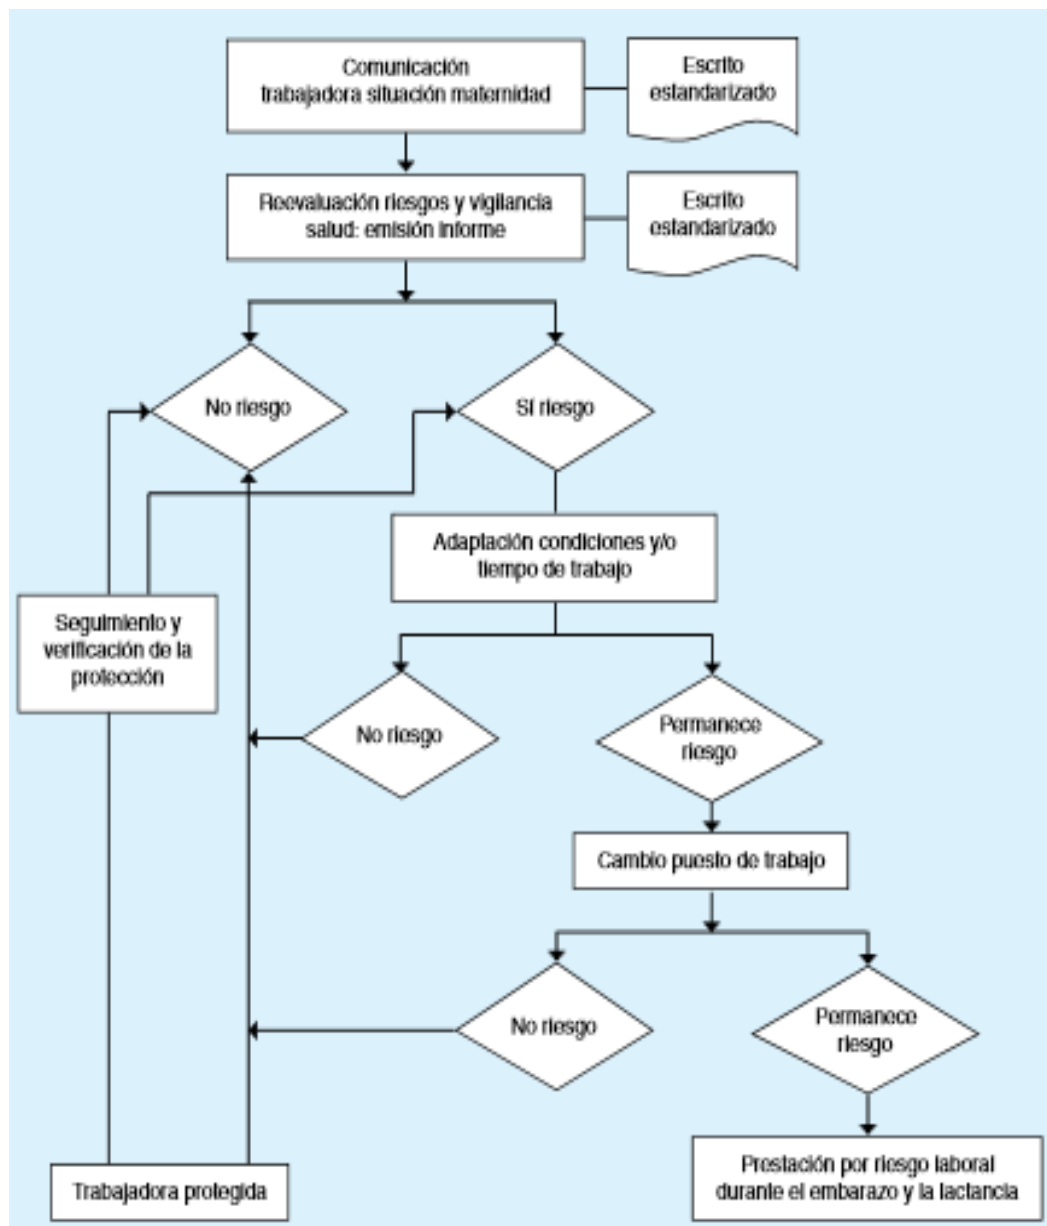 Comunicación
trabajadora situación maternidad
Escrito
estandarizado
Reevaluación riesgos y vigilancia
salud: emisión informe
Escrito
estandarizado
No riesgo
Sí riesgo
Adaptación condiciones y/o
tiempo de trabajo
Seguimiento y
verificación de la
protección
No riesgo
Permanece
riesgo
Cambio puesto de trabajo
No riesgo
Permanece
riesgo
Trabajadora protegida
Prestación por riesgo laboral
durante el embarazo y la lactancia